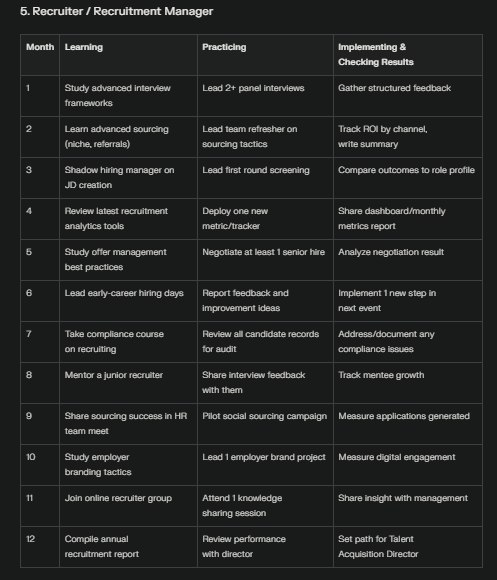 5. Recruiter / Recruitment Manager
Month Learning Practicing Implementing &
Checking Results
1 Study advanced interview Lead 2+ panel interviews Gather structured feedback
frameworks
2 Learn advanced sourcing Lead team refresher on Track ROI by channel,
(niche, referrals) sourcing tactics write summary
3 Shadow hiring manager on Lead first round screening Compare outcomes to role profile
JD creation
4 Review latest recruitment Deploy one new Share dashboard/monthly
analytics tools metric/tracker metrics report
5 Study offer management Negotiate at least 1 senior hire Analyze negotiation result
best practices
6 Lead early-career hiring days Report feedback and Implement 1 new step in
improvement ideas next event
7 Take compliance course Review all candidate records Address/document any
on recruiting for audit compliance issues
8 Mentor a junior recruiter Share interview feedback Track mentee growth
with them
9 Share sourcing success in HR Pilot social sourcing campaign Measure applications generated
team meet
10 Study employer Lead 1 employer brand project Measure digital engagement
branding tactics
11 Join online recruiter group Attend 1 knowledge Share insight with management
sharing session
12 Compile annual Review performance Set path for Talent
recruitment report with director Acquisition Director